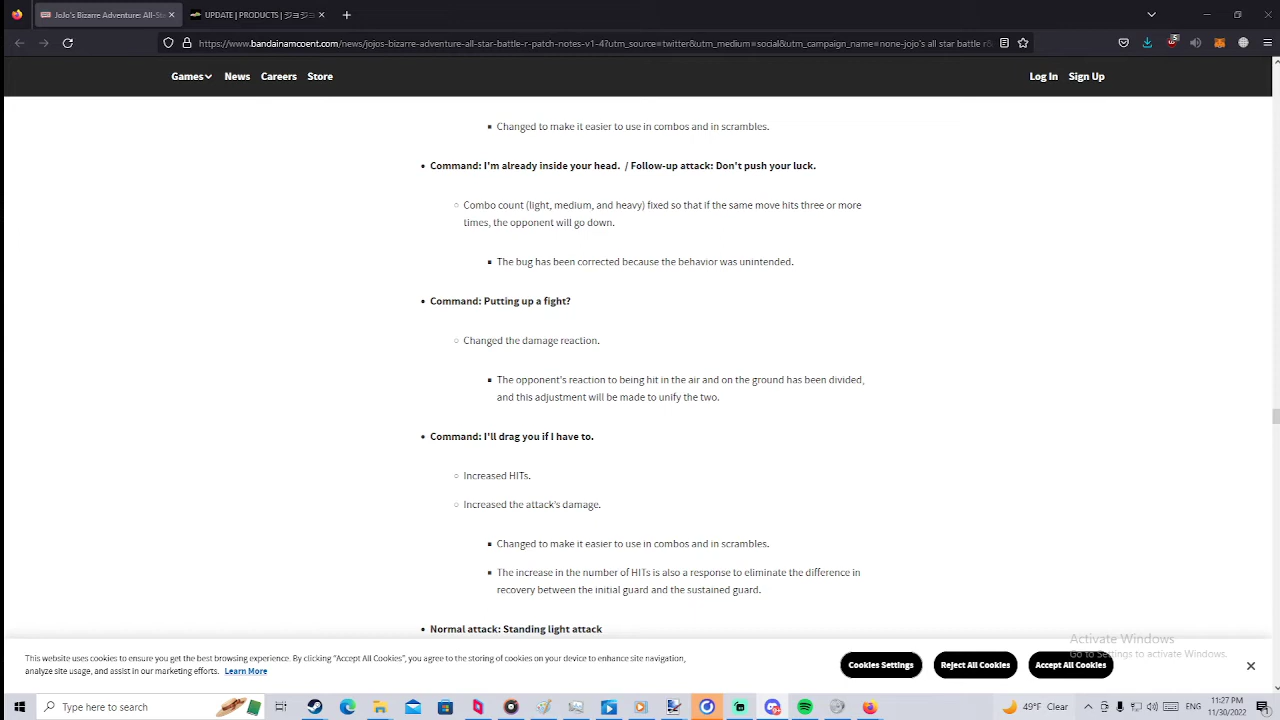 JoJo's Bizarre Adventure: All-Sta
UPDATE | PRODUCTS | ジョジョ
https://www.bandainamcoent.com/news/jojos-bizarre-adventure-all-star-battle-r-patch-notes-v1-4?utm_source=twitter&utm_medium=social&utm_campaign_name=none-jojo's all star battle r
5
Games News Careers Store Log In Sign Up
▪ Changed to make it easier to use in combos and in scrambles.
• Command: I'm already inside your head. / Follow-up attack: Don't push your luck.
○ Combo count (light, medium, and heavy) fixed so that if the same move hits three or more
times, the opponent will go down.
▪ The bug has been corrected because the behavior was unintended.
• Command: Putting up a fight?
○ Changed the damage reaction.
▪ The opponent's reaction to being hit in the air and on the ground has been divided,
and this adjustment will be made to unify the two.
• Command: I'll drag you if I have to.
○ Increased HITs.
○ Increased the attack's damage.
▪ Changed to make it easier to use in combos and in scrambles.
▪ The increase in the number of HITs is also a response to eliminate the difference in
recovery between the initial guard and the sustained guard.
• Normal attack: Standing light attack
Activate Windows
Go to Settings to activate Windows.
This website uses cookies to ensure you get the best browsing experience. By clicking "Accept All Cookies", you agree to the storing of cookies on your device to enhance site navigation,
analyze site usage, and assist in our marketing efforts. Learn More
Cookies Settings Reject All Cookies Accept All Cookies
Type here to search
49°F Clear
ENG
11:27 PM
11/30/2022